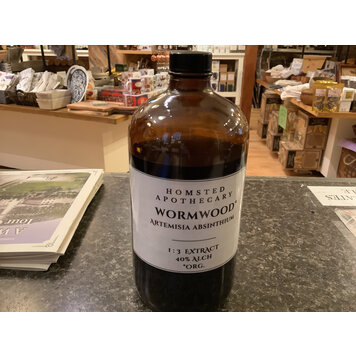 HOMSTED
APOTHECARY
WORMWOOD*
ARTEMISIA ABSINTHIUM
1:3 EXTRACT
40% ALCH
*ORG.